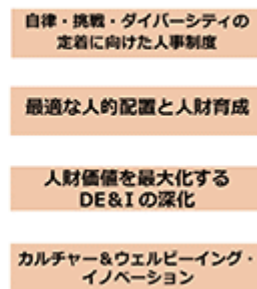 自律・挑戦・ダイバーシティの
定着に向けた人事制度
最適な人的配置と人財育成
人財価値を最大化する
DE&Iの深化
カルチャー&ウェルビーイング・
イノベーション